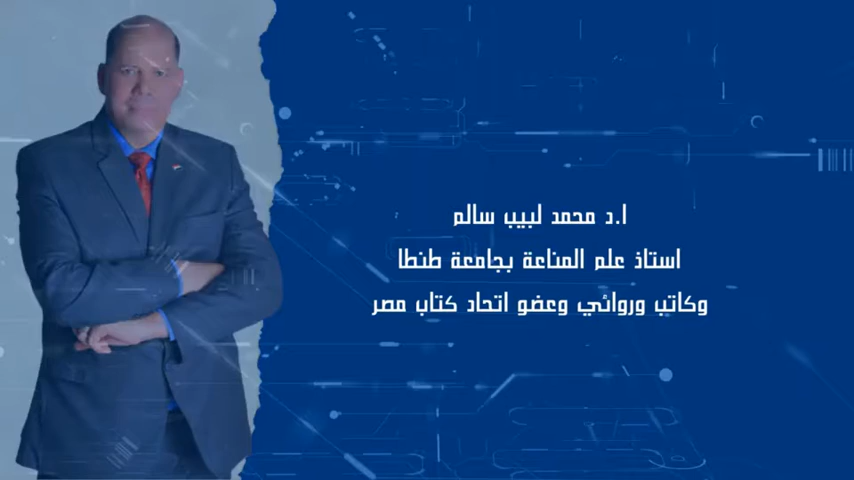 ا.د محمد لبيب سالم
استاذ علم المناعة بجامعة طنطا
وكاتب وروائي وعضو اتحاد كتاب مصر